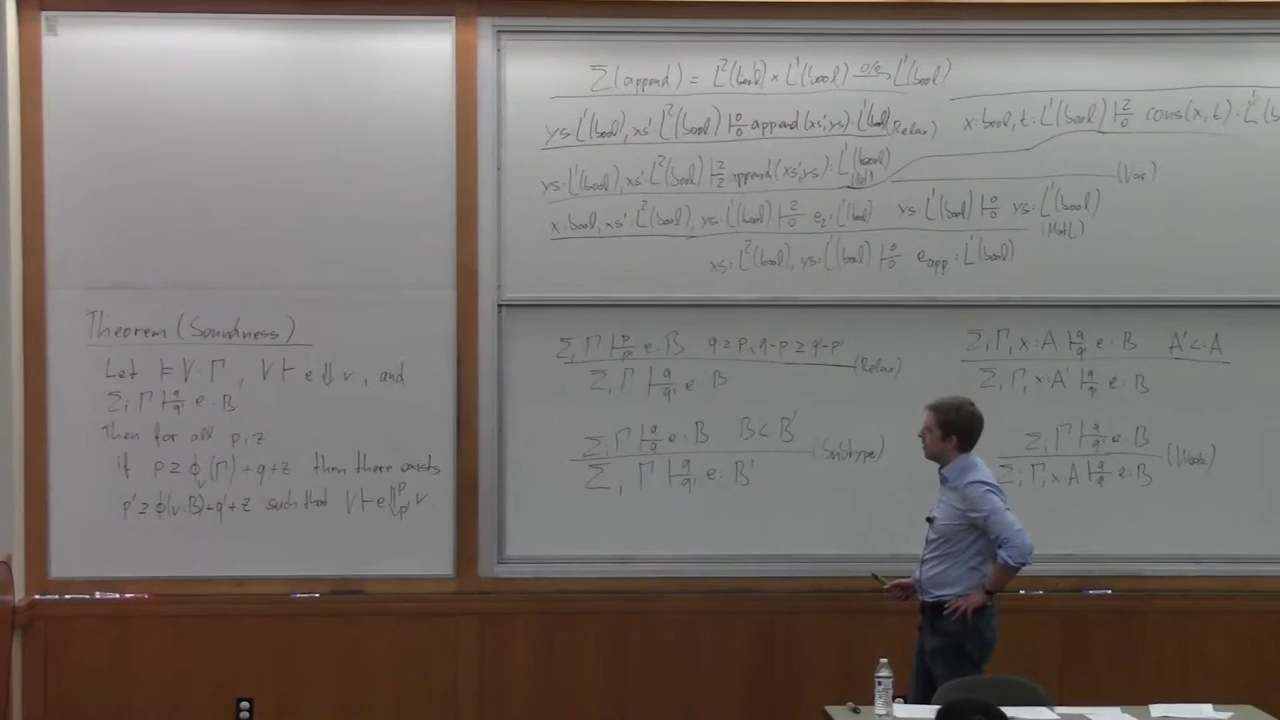 Theorem (Soundness)
Let ⊨ V : Γ , V ⊢ e ⇓ v , and
Σ; Γ ⊢^q_q' e : B
Then for all p, z
if p ≥ ϕ_V(Γ) + q + z then there exists
p' ≥ ϕ(v:B) + q' + z such that V ⊢ e ⇓^p_p' v.
Σ(append) = L²(bool) × L¹(bool) →^0/0 L¹(bool)
ys: L¹(bool), xs': L²(bool) ⊢^0_0 append(xs', ys) : L¹(bool) (Relax)
x: bool, t: L¹(bool) ⊢^2_0 cons(x, t) : L¹(b
ys: L¹(bool), xs': L²(bool) ⊢^2_2 append(xs', ys) : L¹(bool)
(Let)
(Var)
x: bool, xs': L²(bool), ys: L¹(bool) ⊢^2_0 e₂ : L¹(bool) ys: L¹(bool) ⊢^0_0 ys: L¹(bool)
(MatL)
xs: L²(bool), ys: L¹(bool) ⊢^0_0 e_app : L¹(bool)
Σ; Γ ⊢^p_p' e : B q ≥ p, q-p ≥ q'-p'
(Relax)
Σ; Γ ⊢^q_q' e : B
Σ; Γ, x:A ⊢^q_q' e : B A' <: A
Σ; Γ, x:A' ⊢^q_q' e : B
Σ; Γ ⊢^q_q' e : B B <: B'
(Subtype)
Σ; Γ ⊢^q_q' e : B'
Σ; Γ ⊢^q_q' e : B
(Weak)
Σ; Γ, x:A ⊢^q_q' e : B